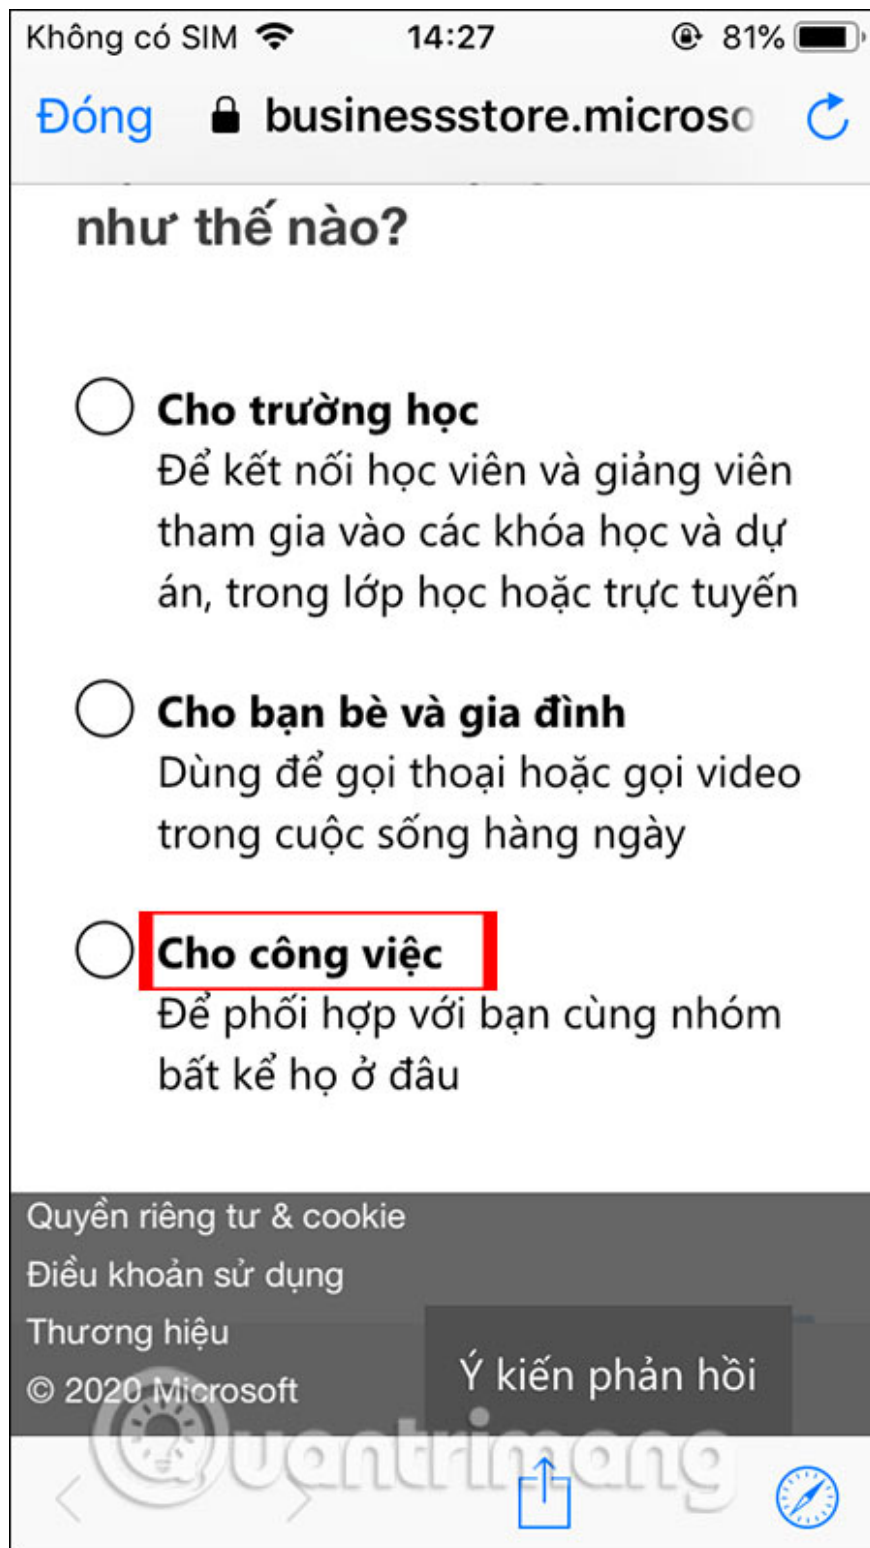 Không có SIM 14:27 81%
Đóng businessstore.microso
như thế nào?
Cho trường học
Để kết nối học viên và giảng viên
tham gia vào các khóa học và dự
án, trong lớp học hoặc trực tuyến
Cho bạn bè và gia đình
Dùng để gọi thoại hoặc gọi video
trong cuộc sống hàng ngày
Cho công việc
Để phối hợp với bạn cùng nhóm
bất kể họ ở đâu
Quyền riêng tư & cookie
Điều khoản sử dụng
Thương hiệu
© 2020 Microsoft
Ý kiến phản hồi
Quantrimang